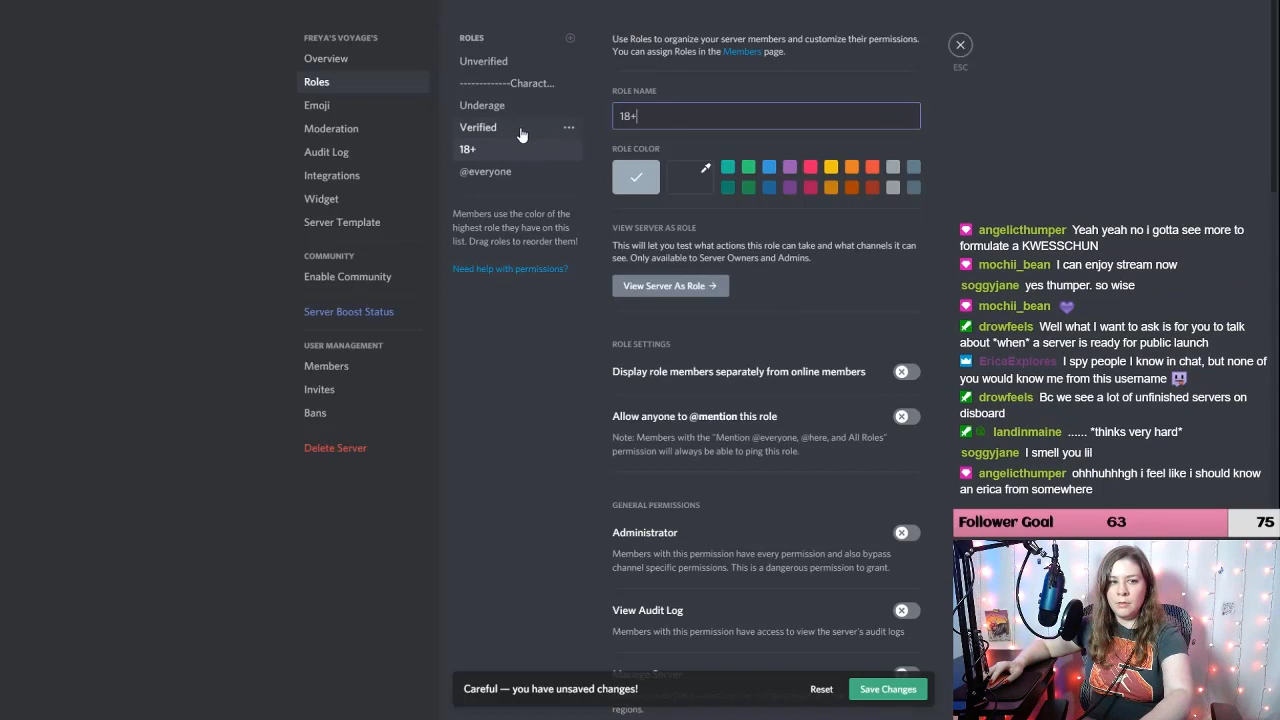 FREYA'S VOYAGE'S
Overview
Roles
Emoji
Moderation
Audit Log
Integrations
Widget
Server Template
COMMUNITY
Enable Community
Server Boost Status
USER MANAGEMENT
Members
Invites
Bans
Delete Server
ROLES
Unverified
-------------Charact...
Underage
Verified
18+
@everyone
Members use the color of the
highest role they have on this
list. Drag roles to reorder them!
Need help with permissions?
Use Roles to organize your server members and customize their permissions.
You can assign Roles in the Members page.
ROLE NAME
18+
ROLE COLOR
VIEW SERVER AS ROLE
This will let you test what actions this role can take and what channels it can
see. Only available to Server Owners and Admins.
View Server As Role →
ROLE SETTINGS
Display role members separately from online members
Allow anyone to @mention this role
Note: Members with the "Mention @everyone, @here, and All Roles"
permission will always be able to ping this role.
GENERAL PERMISSIONS
Administrator
Members with this permission have every permission and also bypass
channel specific permissions. This is a dangerous permission to grant.
View Audit Log
Members with this permission have access to view the server's audit logs
Manage Server
regions.
Careful — you have unsaved changes!
Reset
Save Changes
ESC
angelicthumper Yeah yeah no i gotta see more to
formulate a KWESSCHUN
mochii_bean I can enjoy stream now
soggyjane yes thumper. so wise
mochii_bean
drowfeels Well what I want to ask is for you to talk
about *when* a server is ready for public launch
EricaExplores I spy people I know in chat, but none of
you would know me from this username
drowfeels Bc we see a lot of unfinished servers on
disboard
landinmaine ...... *thinks very hard*
soggyjane I smell you lil
angelicthumper ohhhuhhhgh i feel like i should know
an erica from somewhere
Follower Goal 63 75